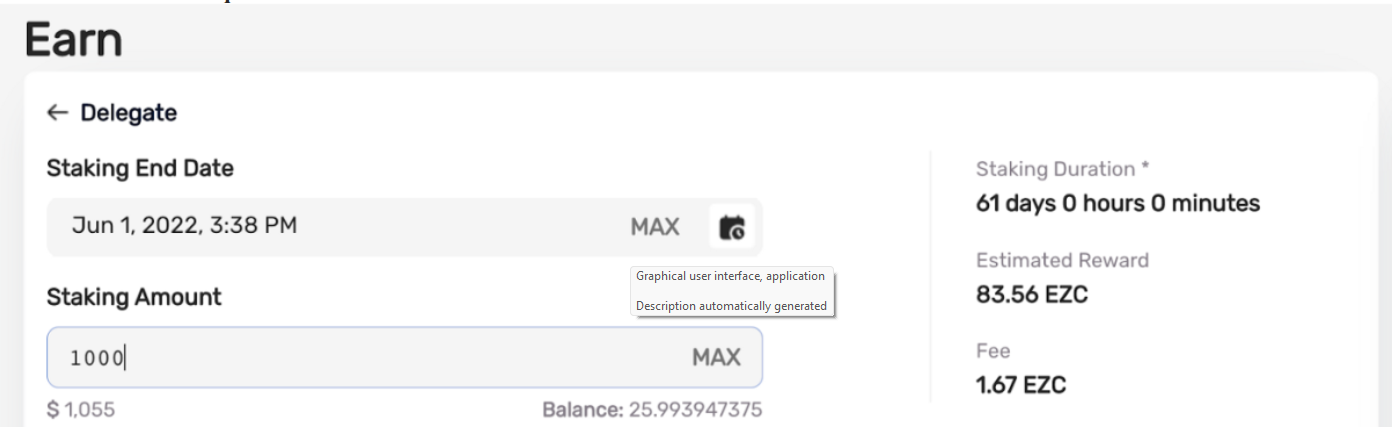 Earn
← Delegate
Staking End Date
Jun 1, 2022, 3:38 PM MAX
Staking Amount
1000 MAX
$ 1,055 Balance: 25.993947375
Graphical user interface, application
Description automatically generated
Staking Duration *
61 days 0 hours 0 minutes
Estimated Reward
83.56 EZC
Fee
1.67 EZC